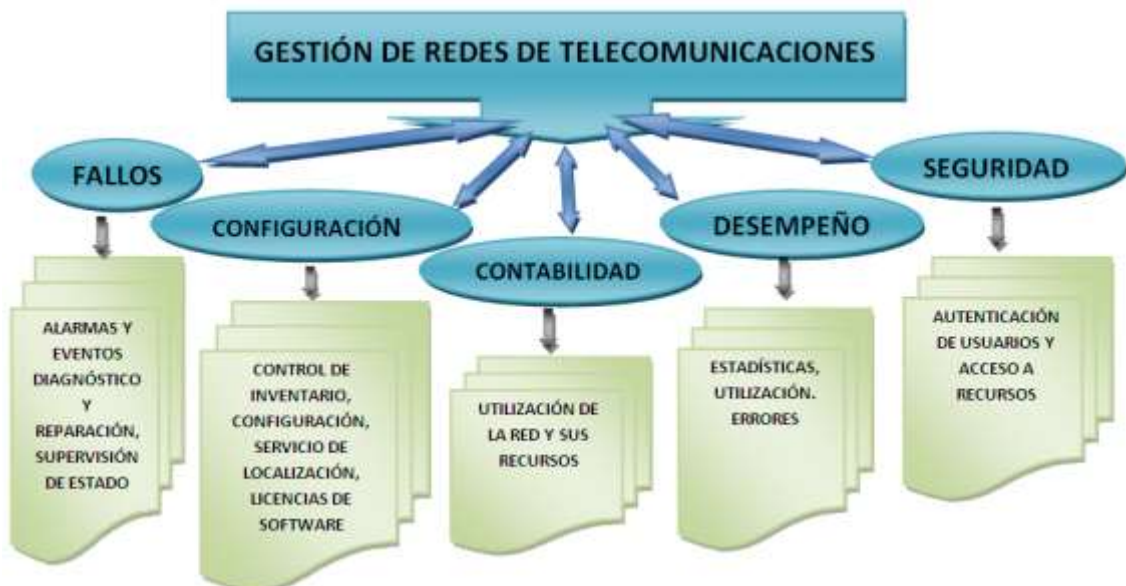 GESTIÓN DE REDES DE TELECOMUNICACIONES
FALLOS
CONFIGURACIÓN
CONTABILIDAD
DESEMPEÑO
SEGURIDAD
ALARMAS Y
EVENTOS
DIAGNÓSTICO
Y
REPARACIÓN,
SUPERVISIÓN
DE ESTADO
CONTROL DE
INVENTARIO,
CONFIGURACIÓN,
SERVICIO DE
LOCALIZACIÓN,
LICENCIAS DE
SOFTWARE
UTILIZACIÓN DE
LA RED Y SUS
RECURSOS
ESTADÍSTICAS,
UTILIZACIÓN.
ERRORES
AUTENTICACIÓN
DE USUARIOS Y
ACCESO A
RECURSOS